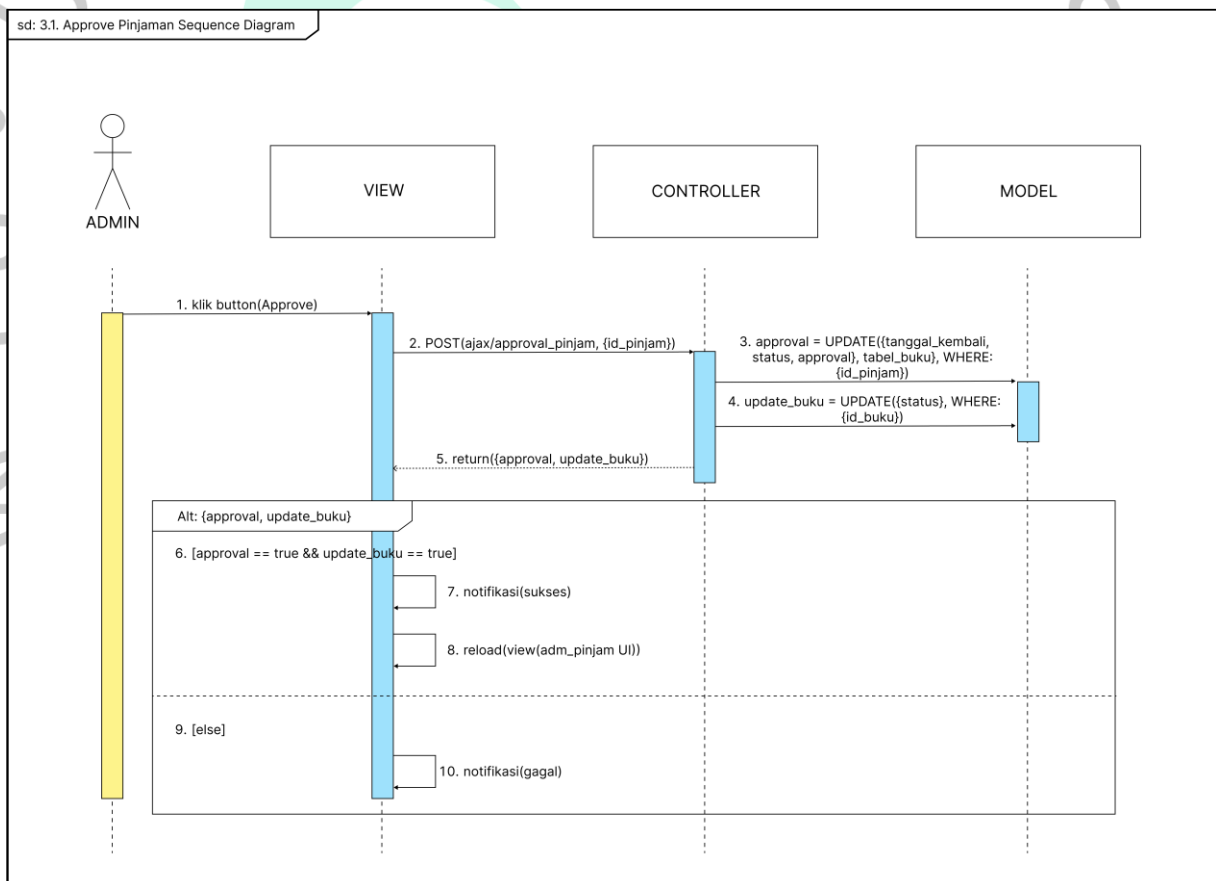 sd: 3.1. Approve Pinjaman Sequence Diagram
ADMIN
VIEW
CONTROLLER
MODEL
1. klik button(Approve)
2. POST(ajax/approval_pinjam, {id_pinjam})
3. approval = UPDATE({tanggal_kembali,
status, approval}, tabel_buku}, WHERE:
{id_pinjam})
4. update_buku = UPDATE({status}, WHERE:
{id_buku})
5. return({approval, update_buku})
Alt: {approval, update_buku}
6. [approval == true && update_buku == true]
7. notifikasi(sukses)
8. reload(view(adm_pinjam UI))
9. [else]
10. notifikasi(gagal)